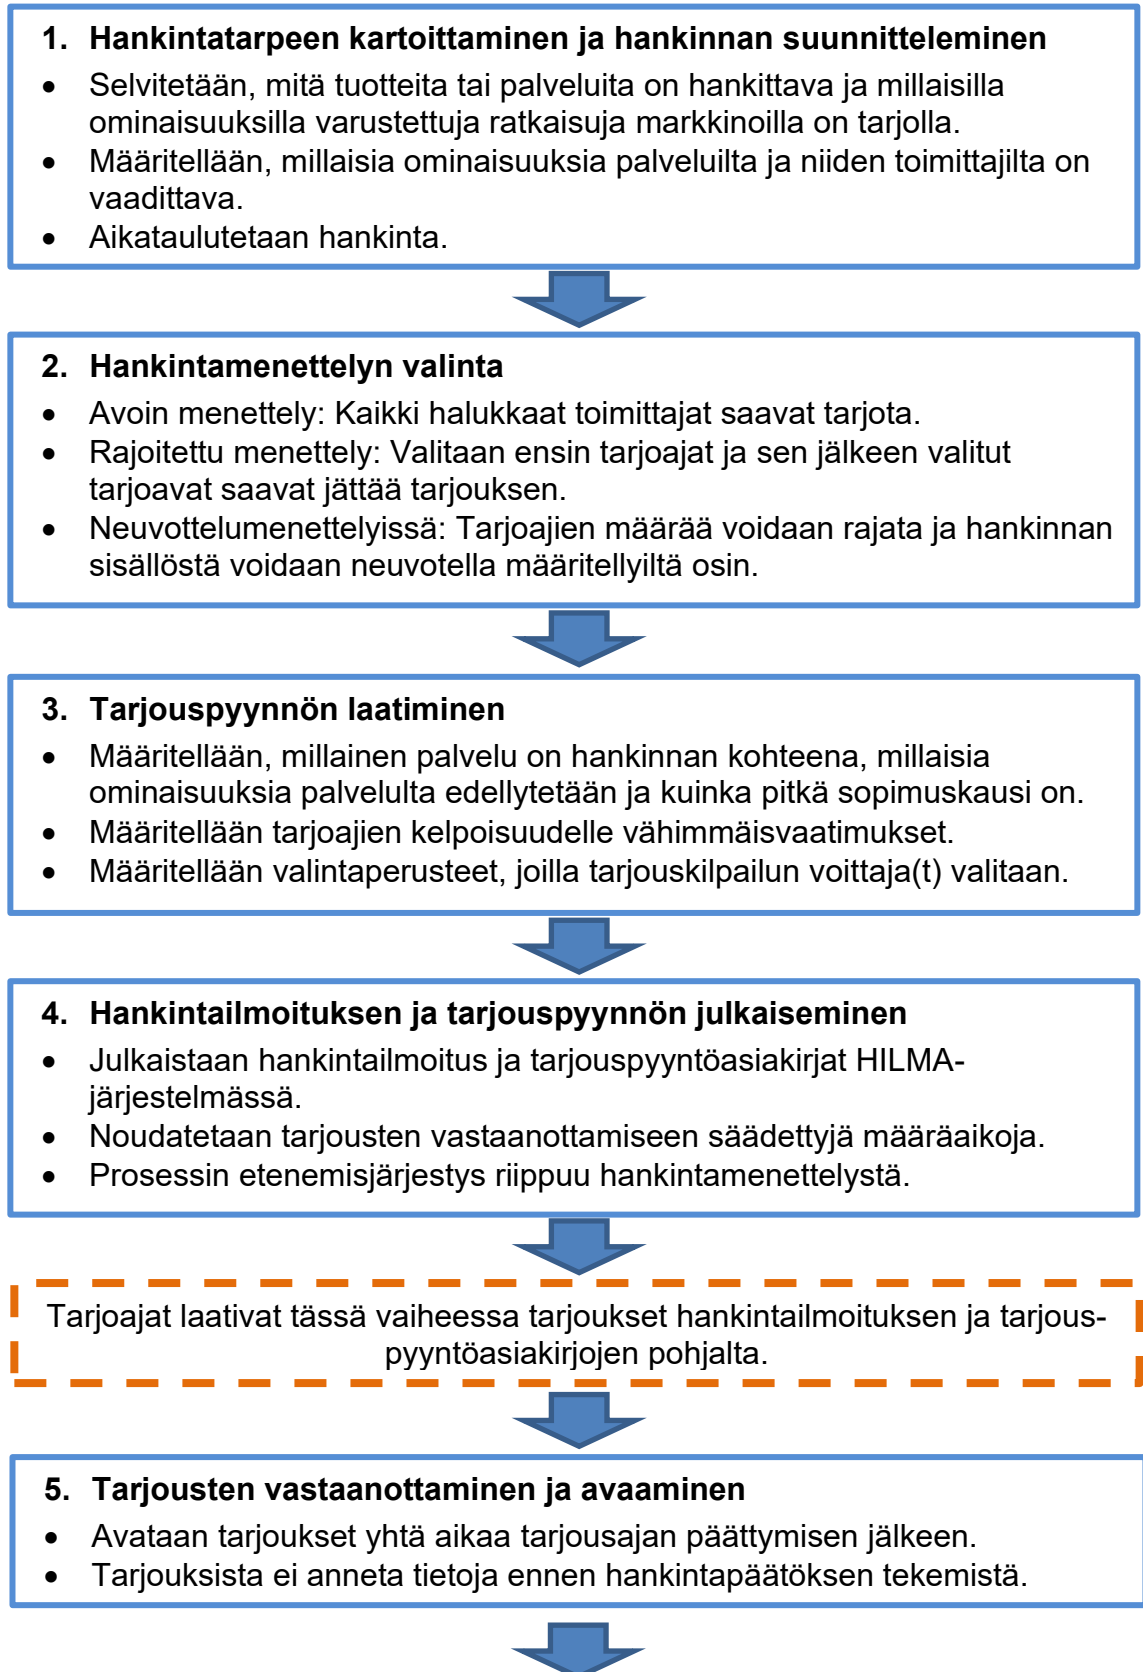 1. Hankintatarpeen kartoittaminen ja hankinnan suunnitteleminen
• Selvitetään, mitä tuotteita tai palveluita on hankittava ja millaisilla
ominaisuuksilla varustettuja ratkaisuja markkinoilla on tarjolla.
• Määritellään, millaisia ominaisuuksia palveluilta ja niiden toimittajilta on
vaadittava.
• Aikataulutetaan hankinta.
2. Hankintamenettelyn valinta
• Avoin menettely: Kaikki halukkaat toimittajat saavat tarjota.
• Rajoitettu menettely: Valitaan ensin tarjoajat ja sen jälkeen valitut
tarjoavat saavat jättää tarjouksen.
• Neuvottelumenettelyissä: Tarjoajien määrää voidaan rajata ja hankinnan
sisällöstä voidaan neuvotella määritellyiltä osin.
3. Tarjouspyynnön laatiminen
• Määritellään, millainen palvelu on hankinnan kohteena, millaisia
ominaisuuksia palvelulta edellytetään ja kuinka pitkä sopimuskausi on.
• Määritellään tarjoajien kelpoisuudelle vähimmäisvaatimukset.
• Määritellään valintaperusteet, joilla tarjouskilpailun voittaja(t) valitaan.
4. Hankintailmoituksen ja tarjouspyynnön julkaiseminen
• Julkaistaan hankintailmoitus ja tarjouspyyntöasiakirjat HILMA-
järjestelmässä.
• Noudatetaan tarjousten vastaanottamiseen säädettyjä määräaikoja.
• Prosessin etenemisjärjestys riippuu hankintamenettelystä.
Tarjoajat laativat tässä vaiheessa tarjoukset hankintailmoituksen ja tarjous-
pyyntöasiakirjojen pohjalta.
5. Tarjousten vastaanottaminen ja avaaminen
• Avataan tarjoukset yhtä aikaa tarjousajan päättymisen jälkeen.
• Tarjouksista ei anneta tietoja ennen hankintapäätöksen tekemistä.